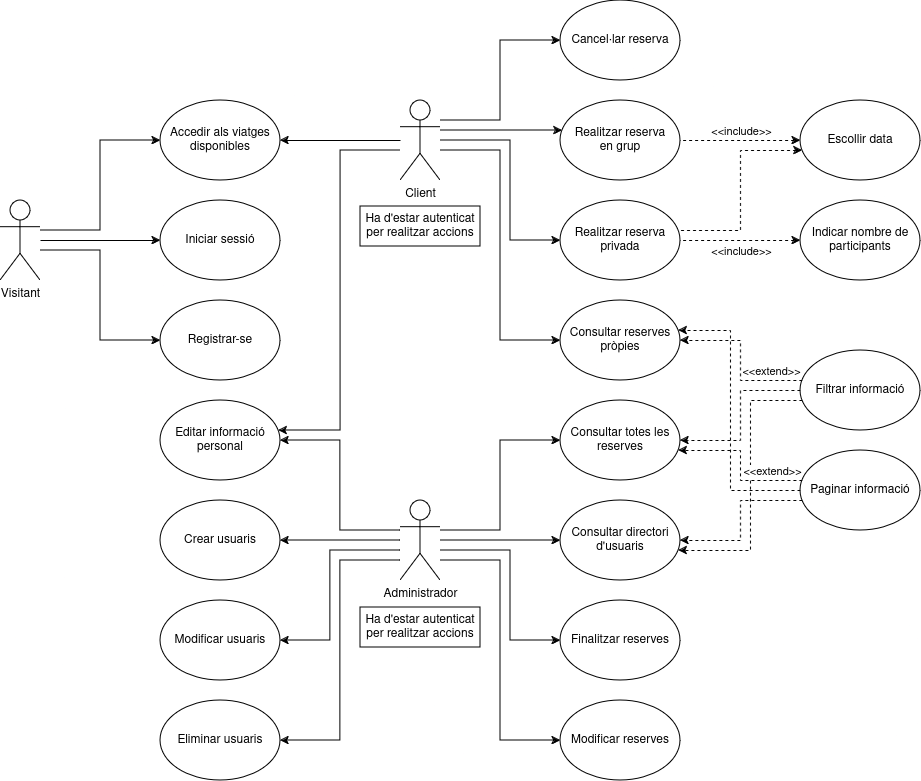 Cancel·lar reserva
Accedir als viatges
disponibles
Client
Ha d'estar autenticat
per realitzar accions
Realitzar reserva
en grup
<<include>>
Escollir data
Visitant
Iniciar sessió
Realitzar reserva
privada
<<include>>
Indicar nombre de
participants
Registrar-se
Consultar reserves
pròpies
<<extend>>
Filtrar informació
Editar informació
personal
Consultar totes les
reserves
<<extend>>
Paginar informació
Crear usuaris
Administrador
Ha d'estar autenticat
per realitzar accions
Consultar directori
d'usuaris
Modificar usuaris
Finalitzar reserves
Eliminar usuaris
Modificar reserves